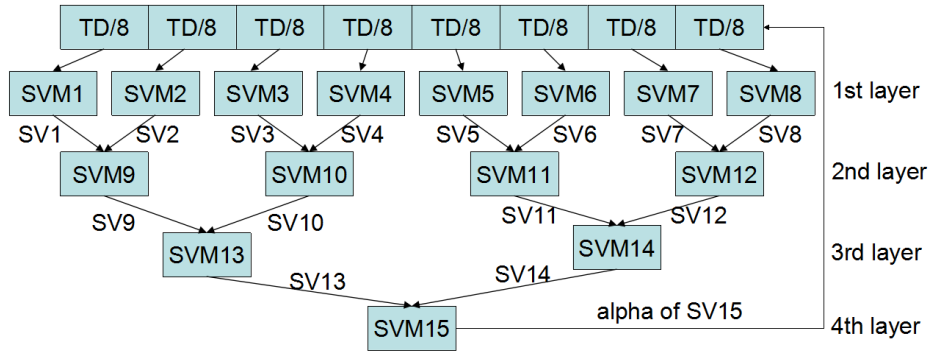 TD/8 TD/8 TD/8 TD/8 TD/8 TD/8 TD/8 TD/8
SVM1 SVM2 SVM3 SVM4 SVM5 SVM6 SVM7 SVM8 1st layer
SV1 SV2 SV3 SV4 SV5 SV6 SV7 SV8
SVM9 SVM10 SVM11 SVM12 2nd layer
SV9 SV10 SV11 SV12
SVM13 SVM14 3rd layer
SV13 SV14
alpha of SV15
SVM15 4th layer